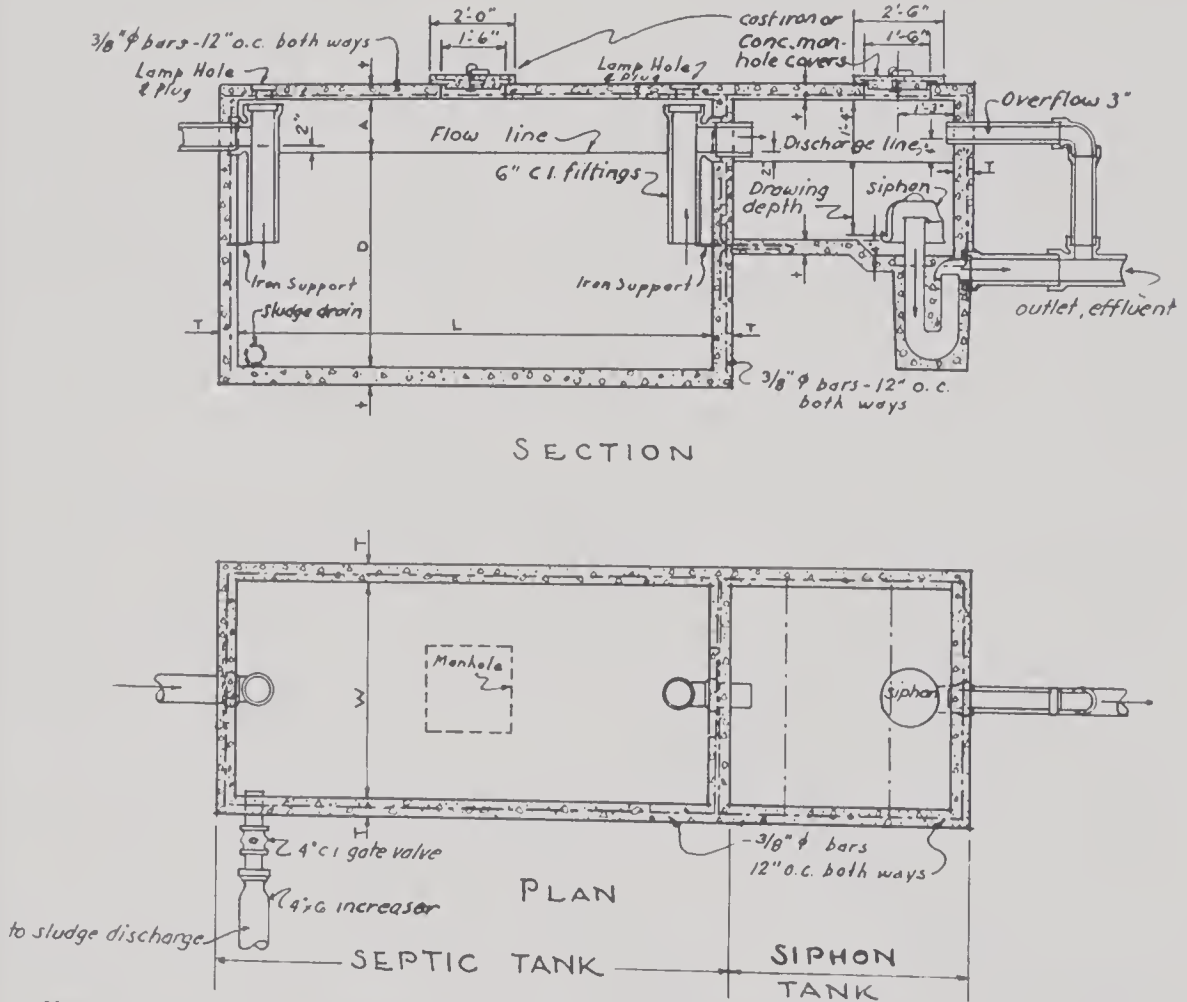 2'-0"
2'-6"
3/8" ϕ bars - 12" o.c. both ways
1'-6"
cast iron or
Conc. man-
hole covers
1'-6"
Lamp Hole
& Plug
Lamp Hole
& Plug
Overflow 3"
1'-3"
A
2"
Flow line
Discharge line
2"
6" C.I. fittings
T
Drawing
depth
siphon
D
Iron Support
Iron Support
sludge drain
outlet, effluent
T
L
T
T
T
T
3/8" ϕ bars - 12" o.c.
both ways
SECTION
T
Manhole
W
siphon
T
3/8" ϕ bars
12" o.c. both ways
4" C I gate valve
PLAN
4"x6 increaser
to sludge discharge
SEPTIC TANK
SIPHON
TANK